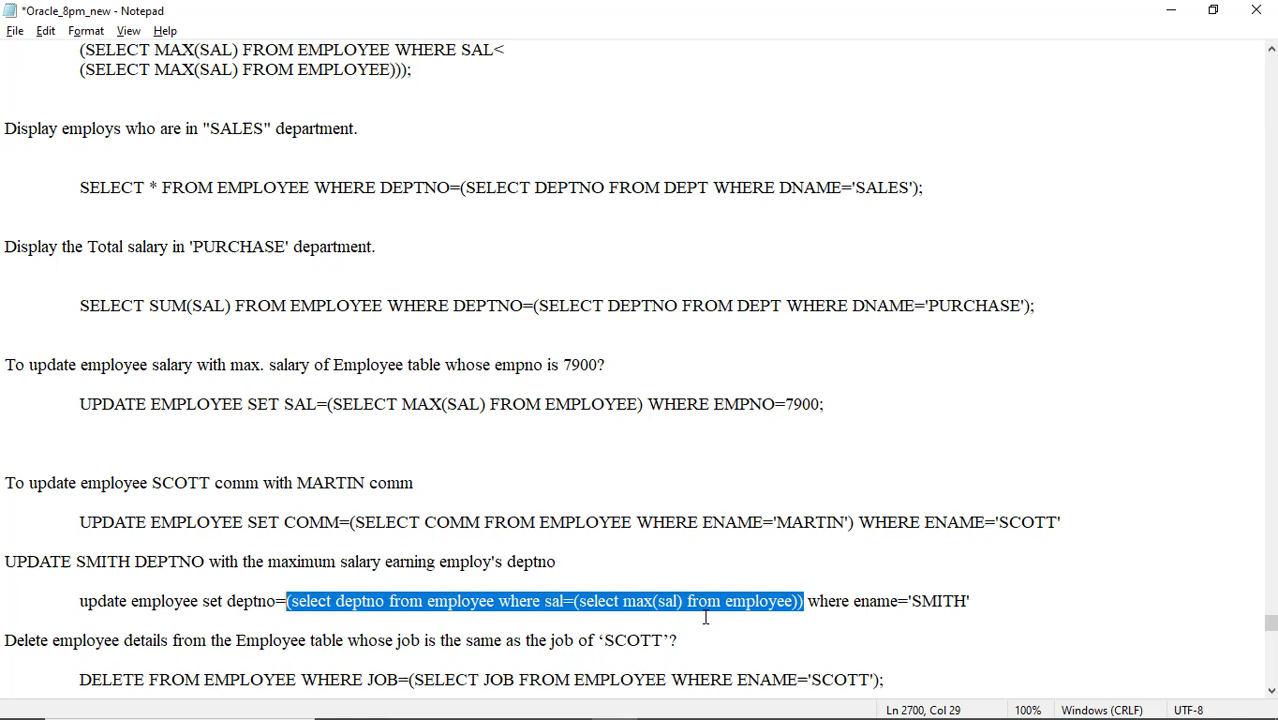 *Oracle_8pm_new - Notepad
File Edit Format View Help
(SELECT MAX(SAL) FROM EMPLOYEE WHERE SAL<
(SELECT MAX(SAL) FROM EMPLOYEE)));
Display employs who are in "SALES" department.
SELECT * FROM EMPLOYEE WHERE DEPTNO=(SELECT DEPTNO FROM DEPT WHERE DNAME='SALES');
Display the Total salary in 'PURCHASE' department.
SELECT SUM(SAL) FROM EMPLOYEE WHERE DEPTNO=(SELECT DEPTNO FROM DEPT WHERE DNAME='PURCHASE');
To update employee salary with max. salary of Employee table whose empno is 7900?
UPDATE EMPLOYEE SET SAL=(SELECT MAX(SAL) FROM EMPLOYEE) WHERE EMPNO=7900;
To update employee SCOTT comm with MARTIN comm
UPDATE EMPLOYEE SET COMM=(SELECT COMM FROM EMPLOYEE WHERE ENAME='MARTIN') WHERE ENAME='SCOTT'
UPDATE SMITH DEPTNO with the maximum salary earning employ's deptno
update employee set deptno=(select deptno from employee where sal=(select max(sal) from employee)) where ename='SMITH'
Delete employee details from the Employee table whose job is the same as the job of ‘SCOTT’?
DELETE FROM EMPLOYEE WHERE JOB=(SELECT JOB FROM EMPLOYEE WHERE ENAME='SCOTT');
Ln 2700, Col 29 100% Windows (CRLF) UTF-8